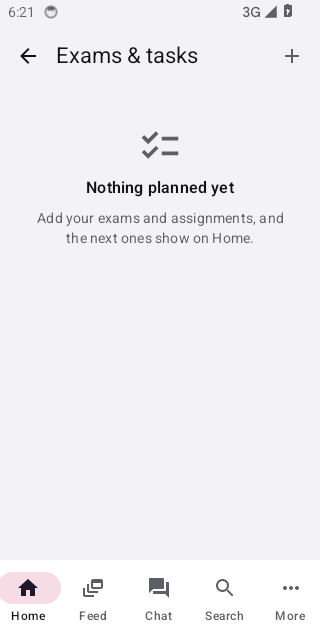 6:21
3G
Exams & tasks
Nothing planned yet
Add your exams and assignments, and
the next ones show on Home.
Home
Feed
Chat
Search
More